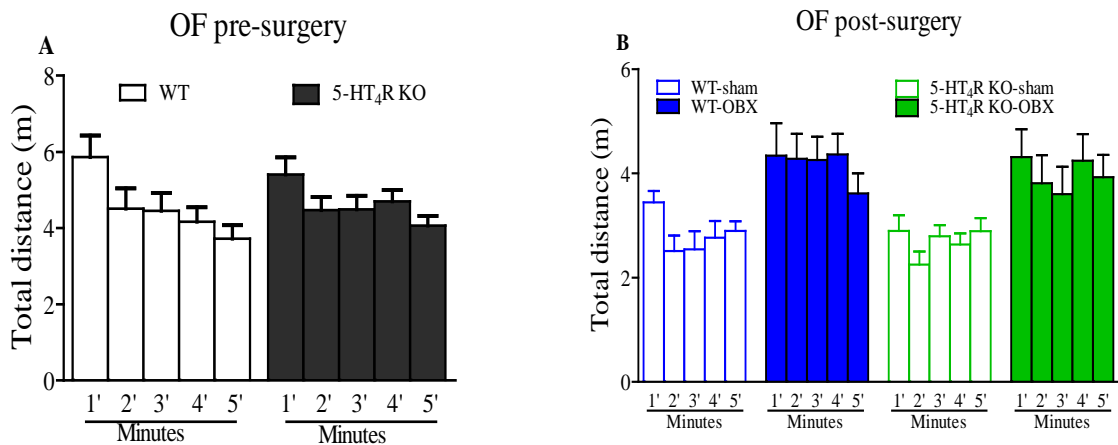 OF pre-surgery
A
WT
5-HT₄R KO
Total distance (m)
8
6
4
2
0
1' 2' 3' 4' 5' 1' 2' 3' 4' 5'
Minutes Minutes
OF post-surgery
B
WT-sham 5-HT₄R KO-sham
WT-OBX 5-HT₄R KO-OBX
Total distance (m)
6
4
2
0
1' 2' 3' 4' 5' 1' 2' 3' 4' 5' 1' 2' 3' 4' 5' 1' 2' 3' 4' 5'
Minutes Minutes Minutes Minutes